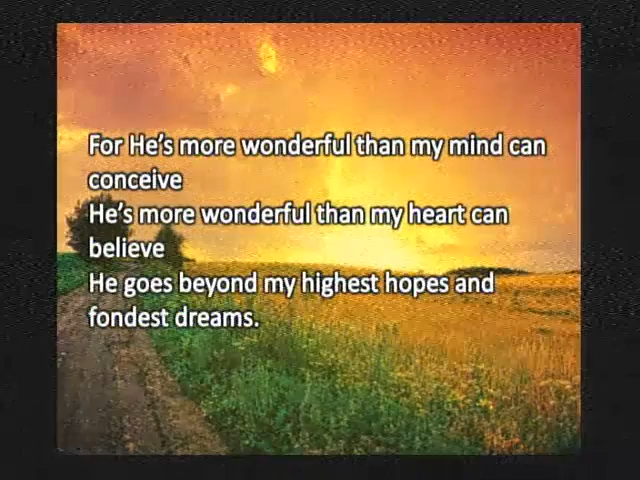 For He's more wonderful than my mind can
conceive
He's more wonderful than my heart can
believe
He goes beyond my highest hopes and
fondest dreams.